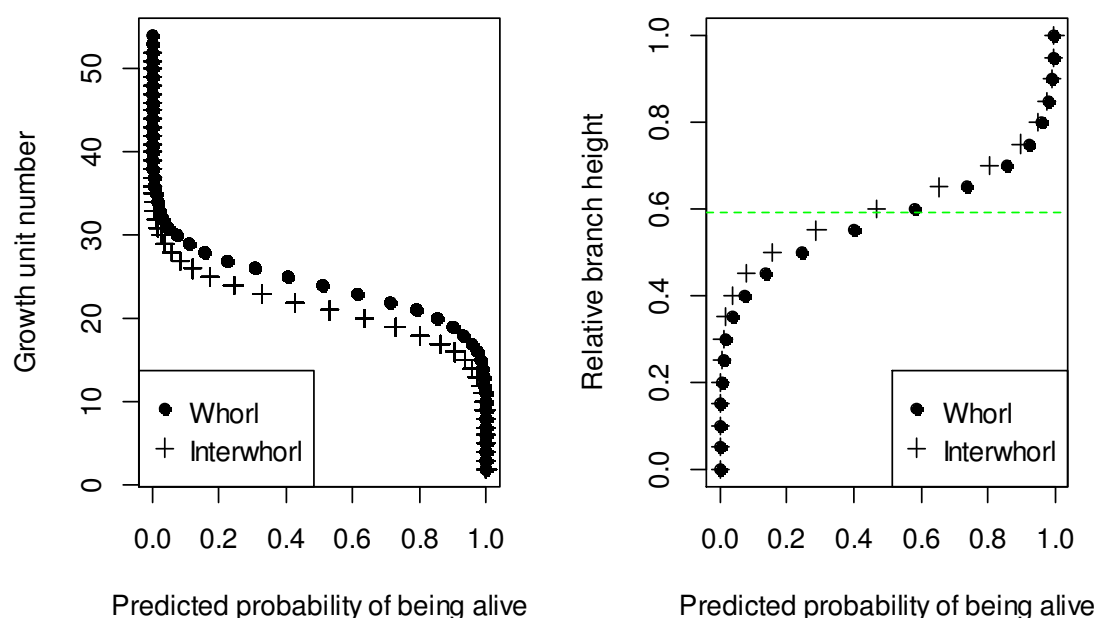 Growth unit number
50
40
30
20
10
0
Whorl
Interwhorl
0.0 0.2 0.4 0.6 0.8 1.0
Predicted probability of being alive
Relative branch height
1.0
0.8
0.6
0.4
0.2
0.0
Whorl
Interwhorl
0.0 0.2 0.4 0.6 0.8 1.0
Predicted probability of being alive